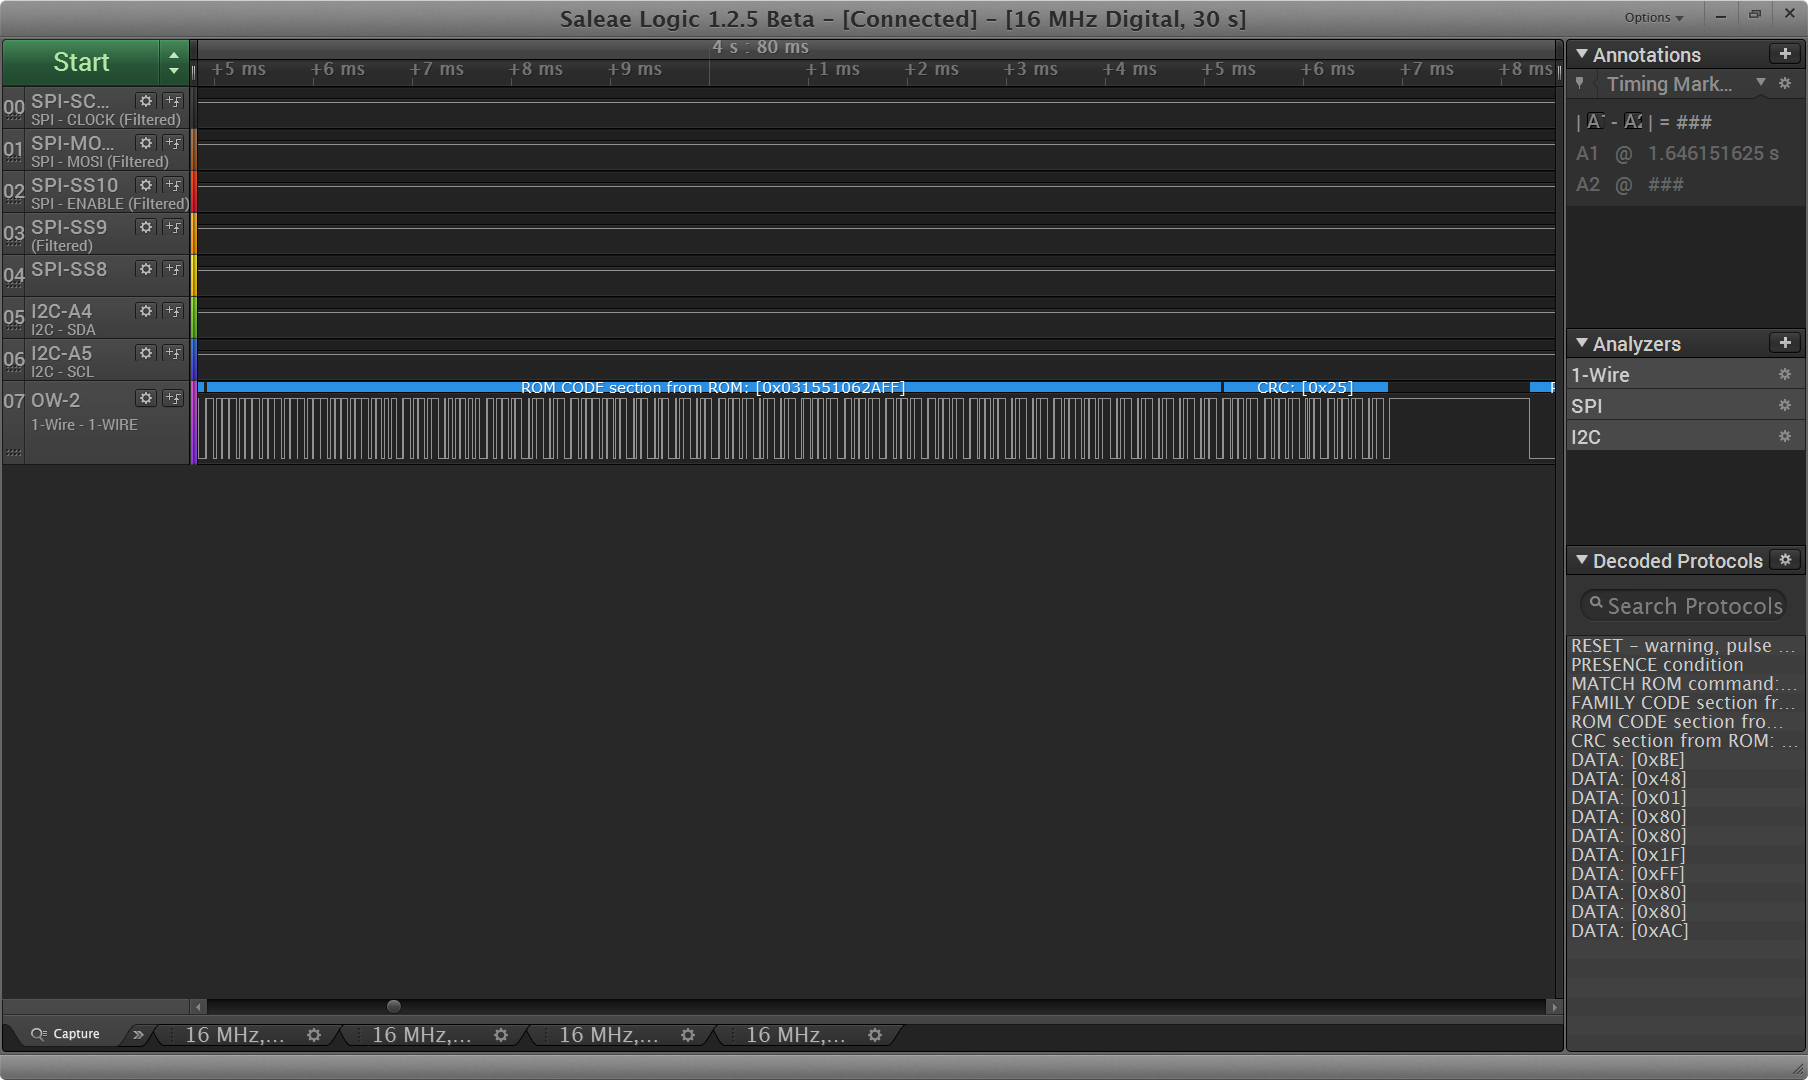 Saleae Logic 1.2.5 Beta - [Connected] - [16 MHz Digital, 30 s]
Options
Start
4 s : 80 ms
+5 ms +6 ms +7 ms +8 ms +9 ms +1 ms +2 ms +3 ms +4 ms +5 ms +6 ms +7 ms +8 ms
00 SPI-SC...
SPI - CLOCK (Filtered)
01 SPI-MO...
SPI - MOSI (Filtered)
02 SPI-SS10
SPI - ENABLE (Filtered)
03 SPI-SS9
(Filtered)
04 SPI-SS8
05 I2C-A4
I2C - SDA
06 I2C-A5
I2C - SCL
07 OW-2
1-Wire - 1-WIRE
ROM CODE section from ROM: [0x031551062AFF]
CRC: [0x25]
Annotations
Timing Mark...
| A1 - A2 | = ###
A1 @ 1.646151625 s
A2 @ ###
Analyzers
1-Wire
SPI
I2C
Decoded Protocols
Search Protocols
RESET - warning, pulse ...
PRESENCE condition
MATCH ROM command:...
FAMILY CODE section fr...
ROM CODE section fro...
CRC section from ROM: ...
DATA: [0xBE]
DATA: [0x48]
DATA: [0x01]
DATA: [0x80]
DATA: [0x80]
DATA: [0x1F]
DATA: [0xFF]
DATA: [0x80]
DATA: [0x80]
DATA: [0xAC]
Capture
16 MHz,...
16 MHz,...
16 MHz,...
16 MHz,...